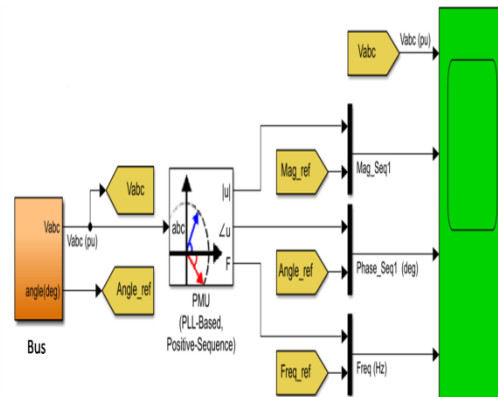 Vabc
Vabc (pu)
Vabc
Mag_ref
Mag_Seq1
|u|
Vabc
abc
∠u
Vabc (pu)
F
angle(deg)
Angle_ref
Angle_ref
Phase_Seq1 (deg)
PMU
(PLL-Based,
Positive-Sequence)
Bus
Freq_ref
Freq (Hz)